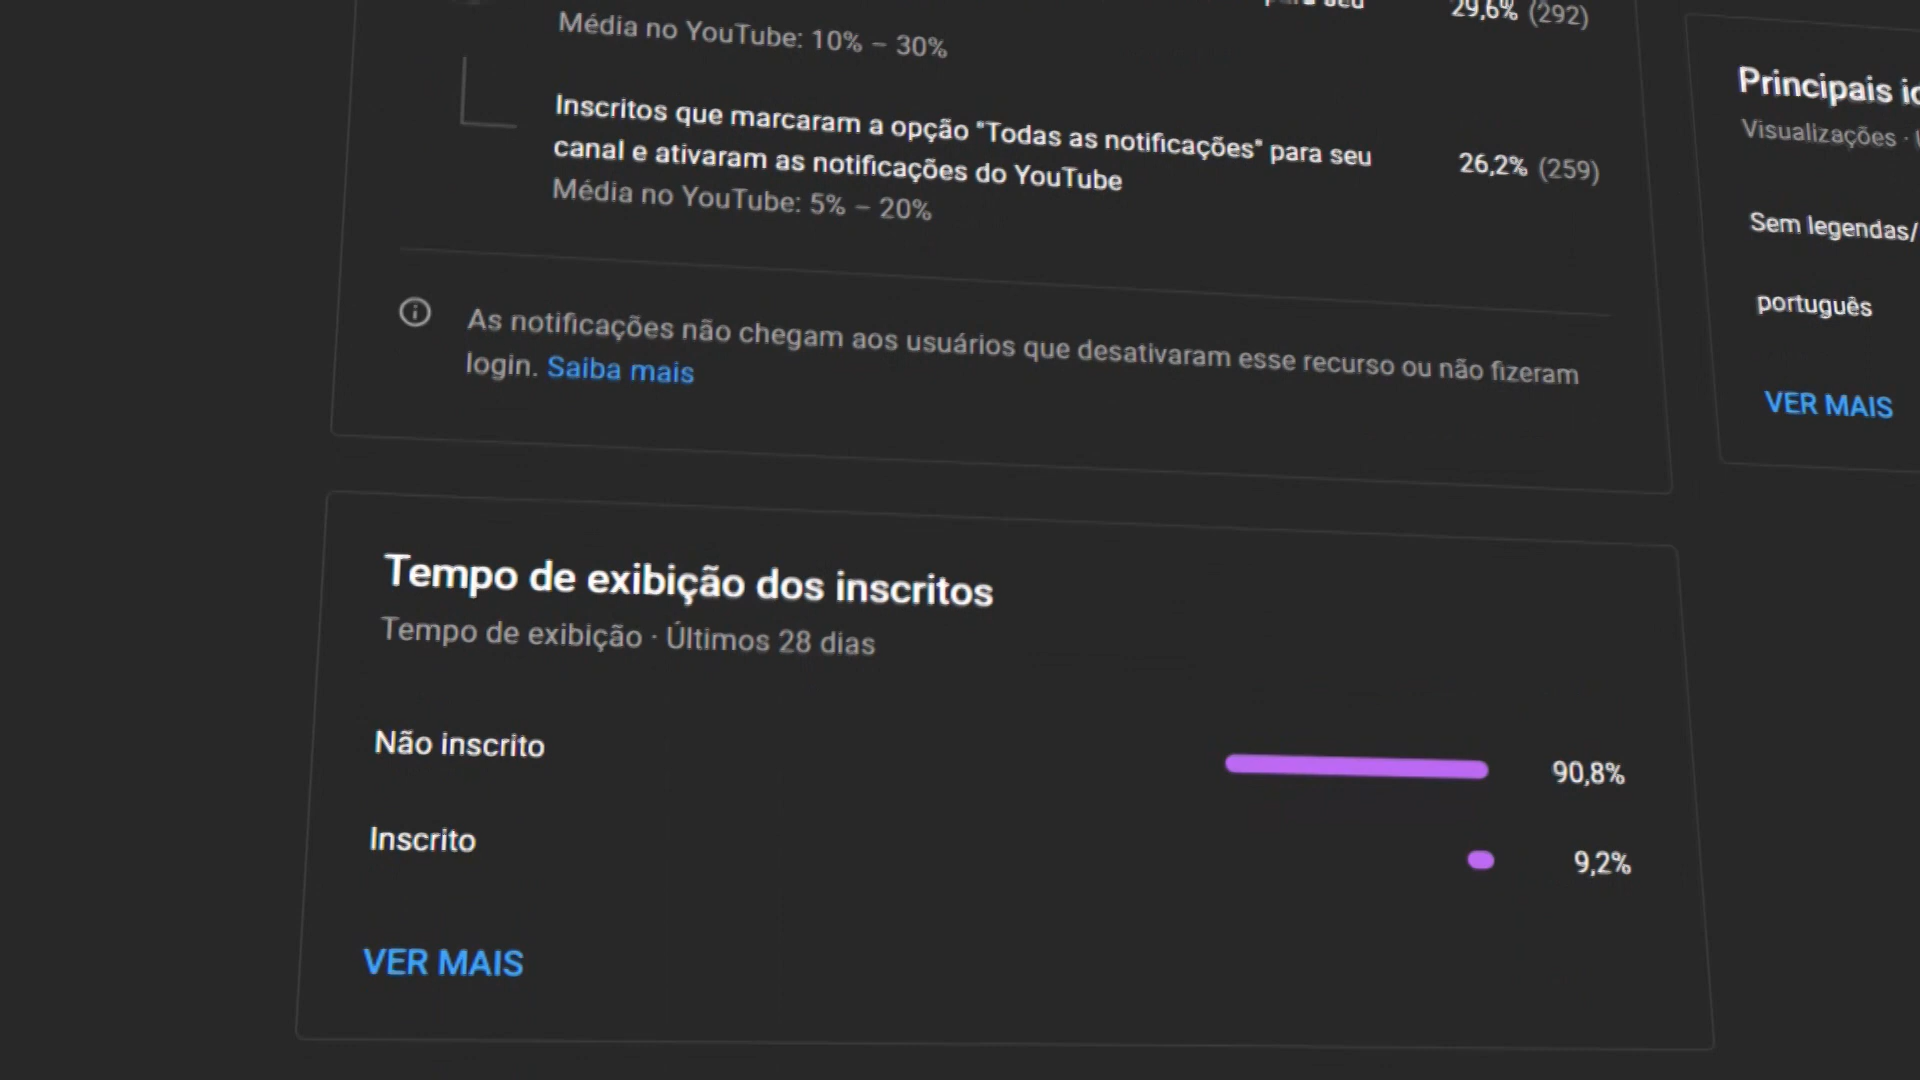 para seu
29,6% (292)
Média no YouTube: 10% – 30%
Inscritos que marcaram a opção "Todas as notificações" para seu
canal e ativaram as notificações do YouTube
26,2% (259)
Média no YouTube: 5% – 20%
As notificações não chegam aos usuários que desativaram esse recurso ou não fizeram
login. Saiba mais
Tempo de exibição dos inscritos
Tempo de exibição · Últimos 28 dias
Não inscrito
90,8%
Inscrito
9,2%
VER MAIS
Principais
Visualizações ·
Sem legendas/
português
VER MAIS